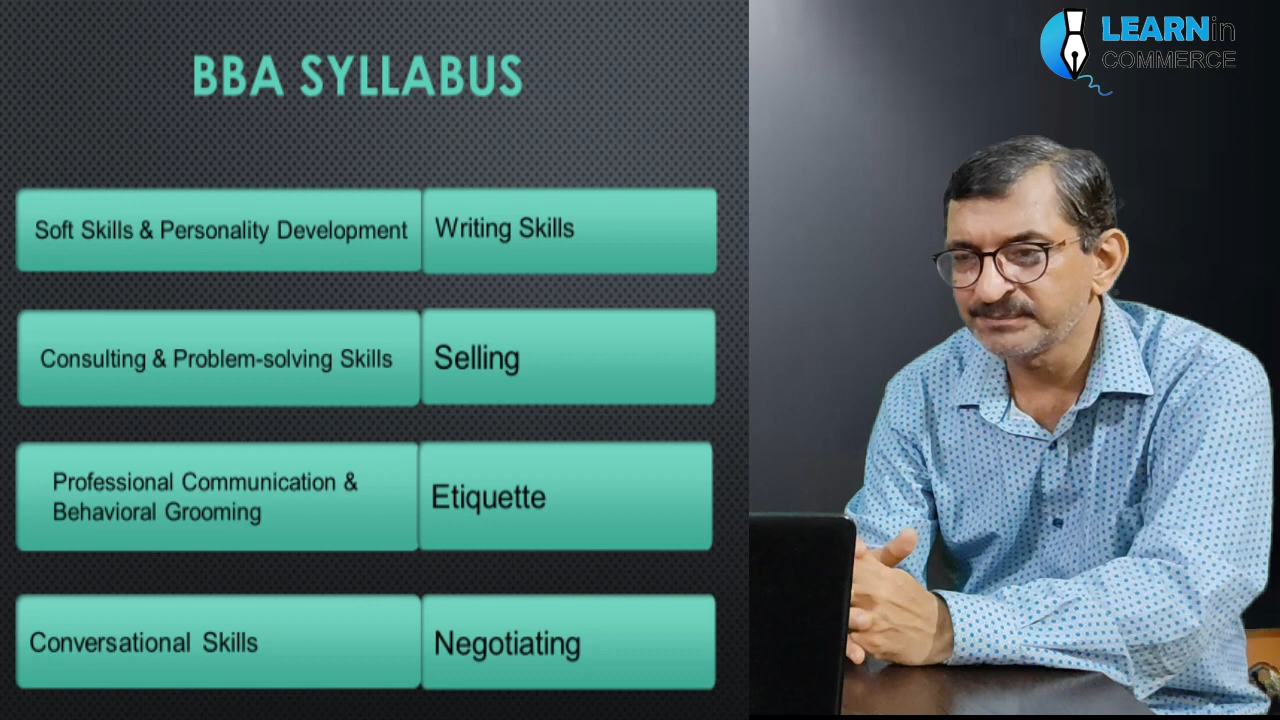 LEARNin
COMMERCE
BBA SYLLABUS
Soft Skills & Personality Development
Writing Skills
Consulting & Problem-solving Skills
Selling
Professional Communication &
Behavioral Grooming
Etiquette
Conversational Skills
Negotiating